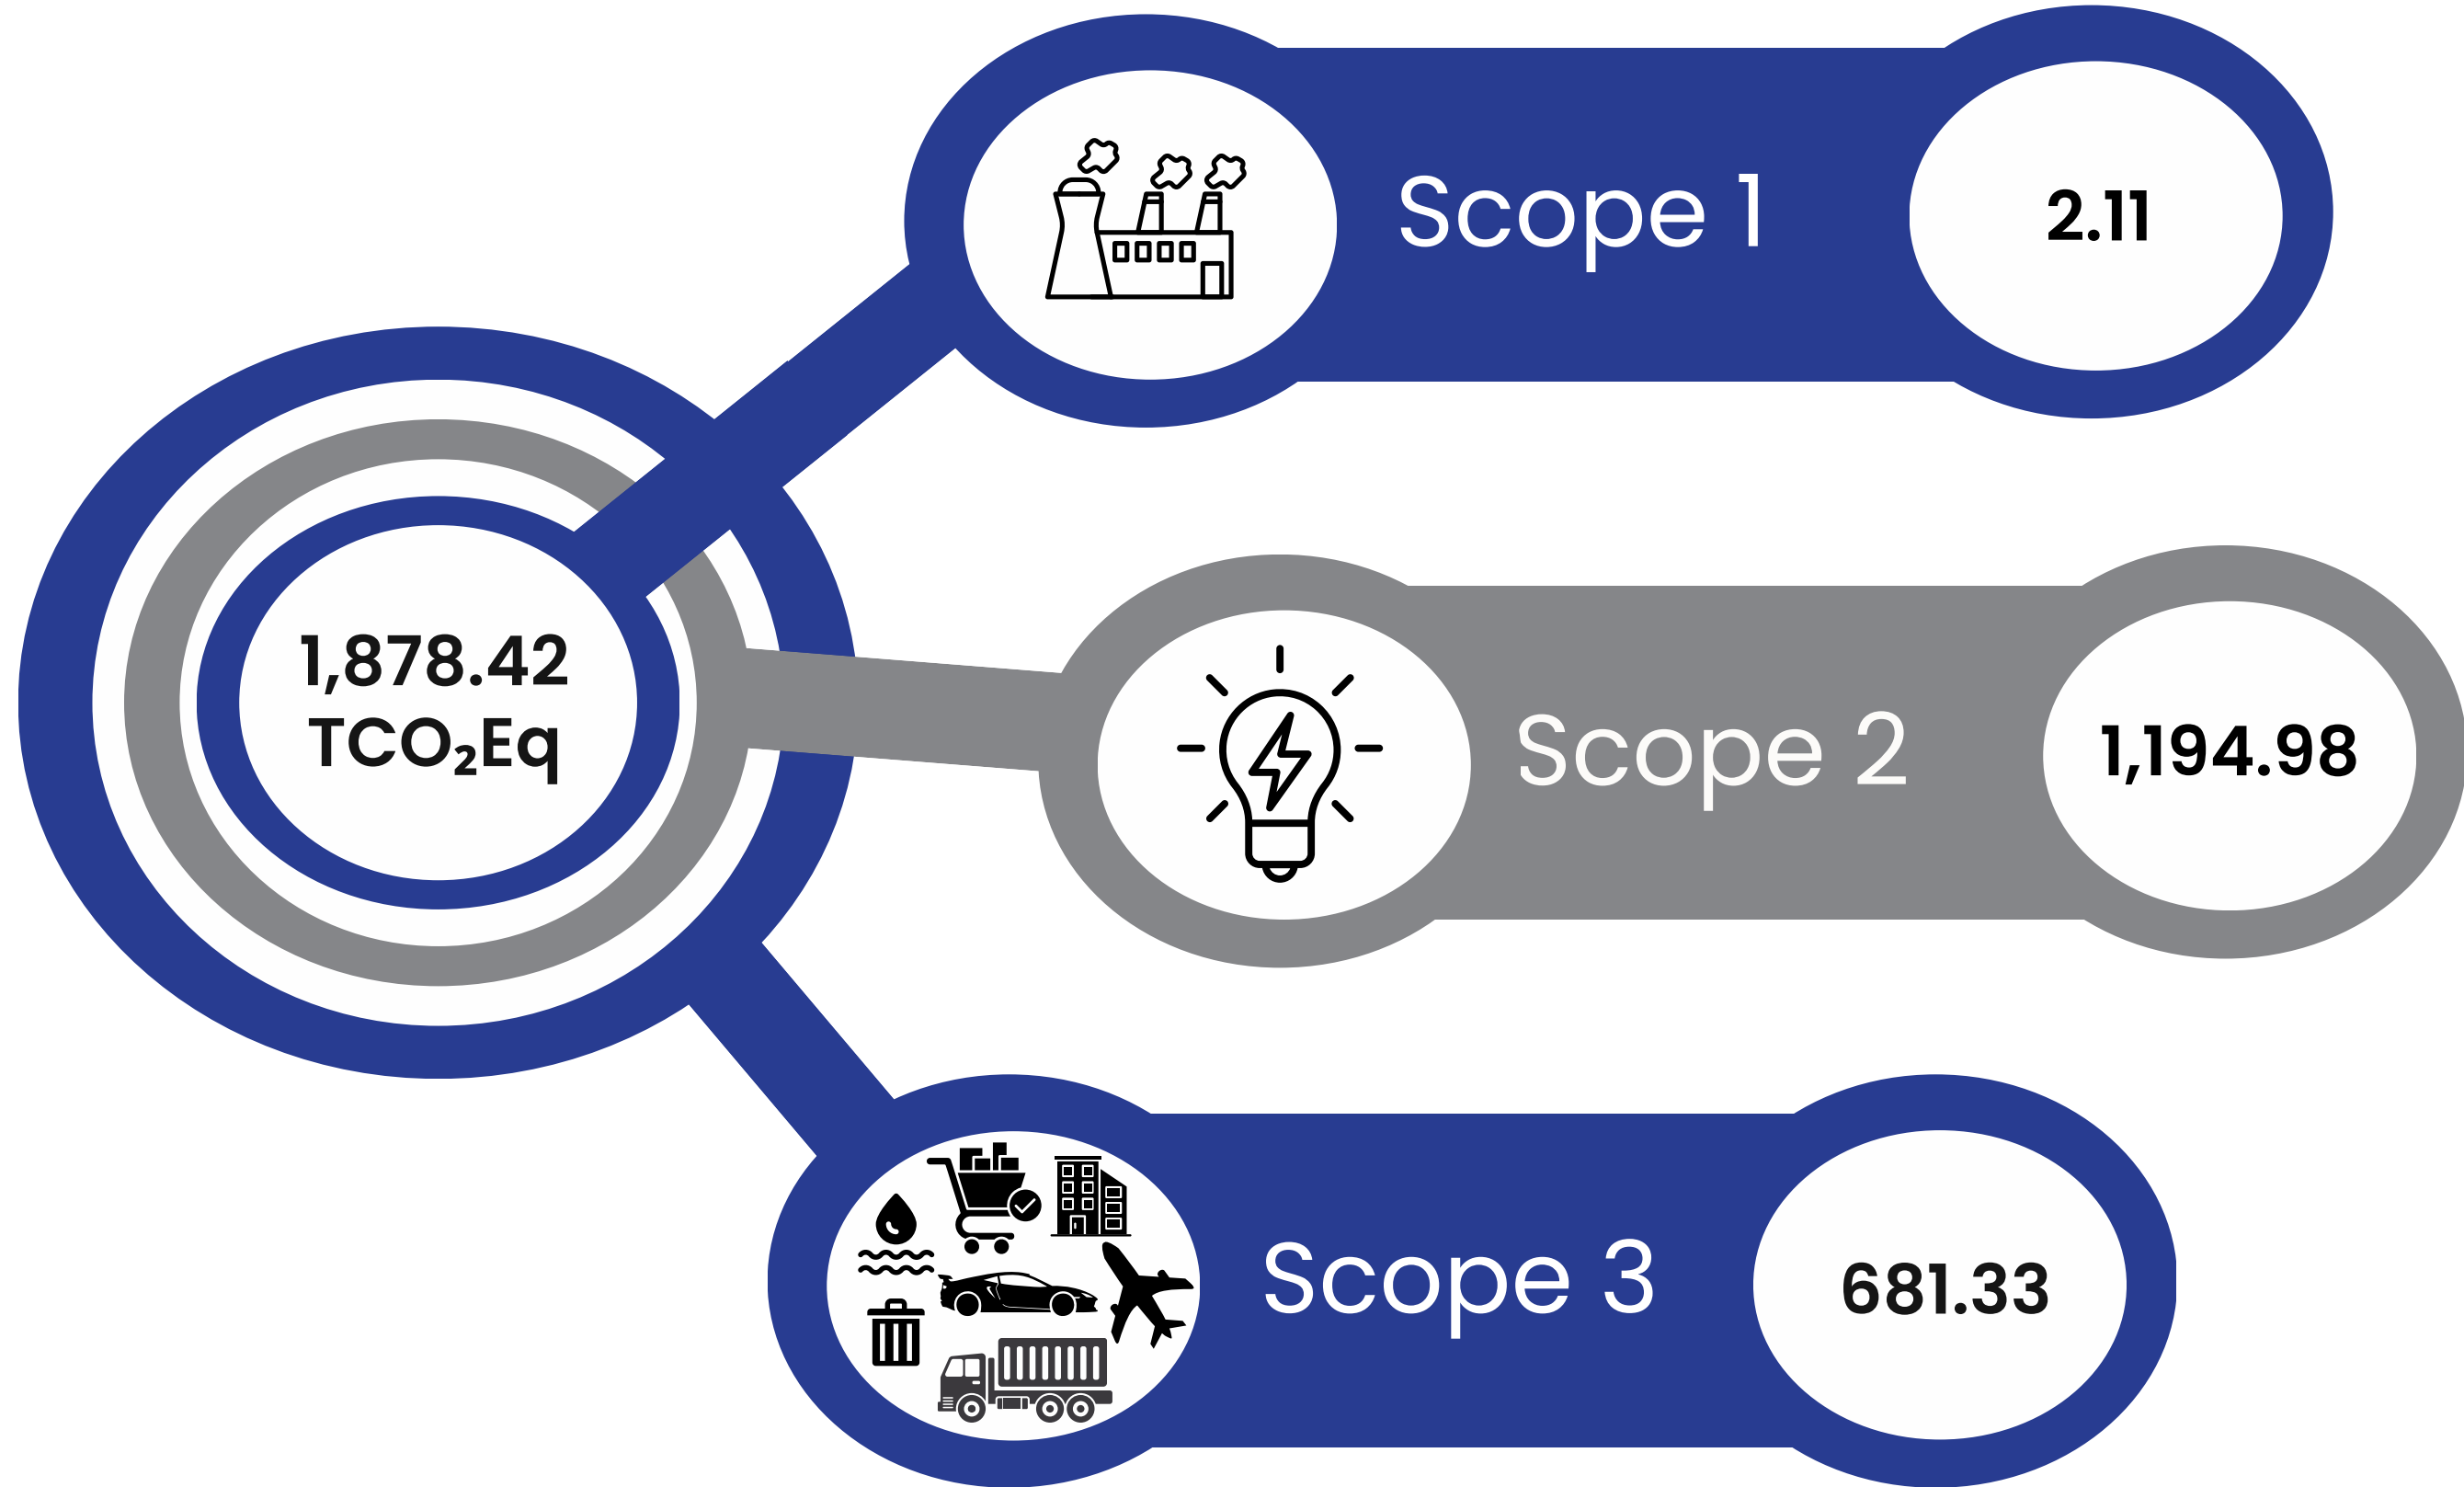 Scope 1
2.11
1,878.42
TCO₂Eq
Scope 2
1,194.98
Scope 3
681.33